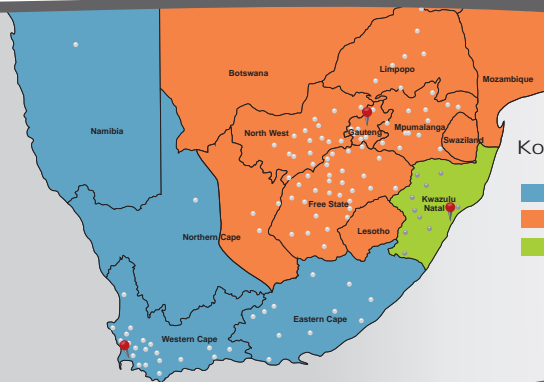 Limpopo
Botswana
Mozambique
Namibia
North West
Gauteng
Mpumalanga
Swaziland
Ko
Kwazulu
Natal
Free State
Lesotho
Northern Cape
Eastern Cape
Western Cape